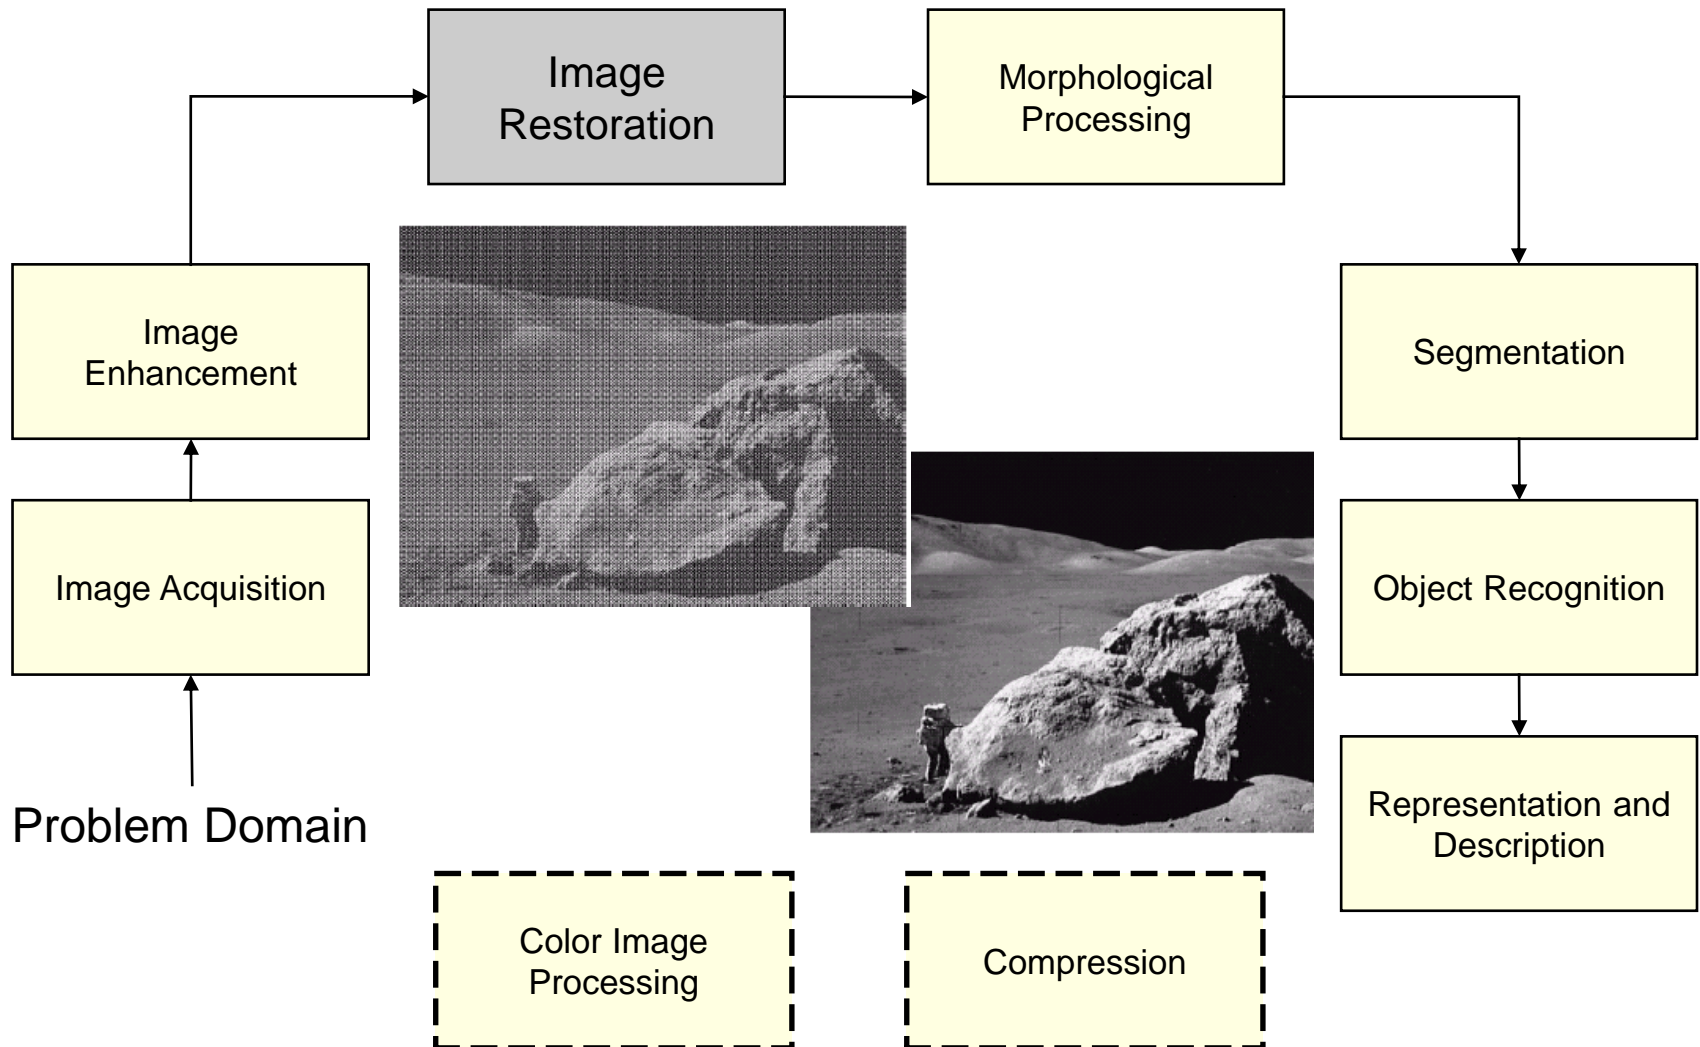 Image
Restoration
Morphological
Processing
Image
Enhancement
Segmentation
Image Acquisition
Object Recognition
Problem Domain
Representation and
Description
Color Image
Processing
Compression